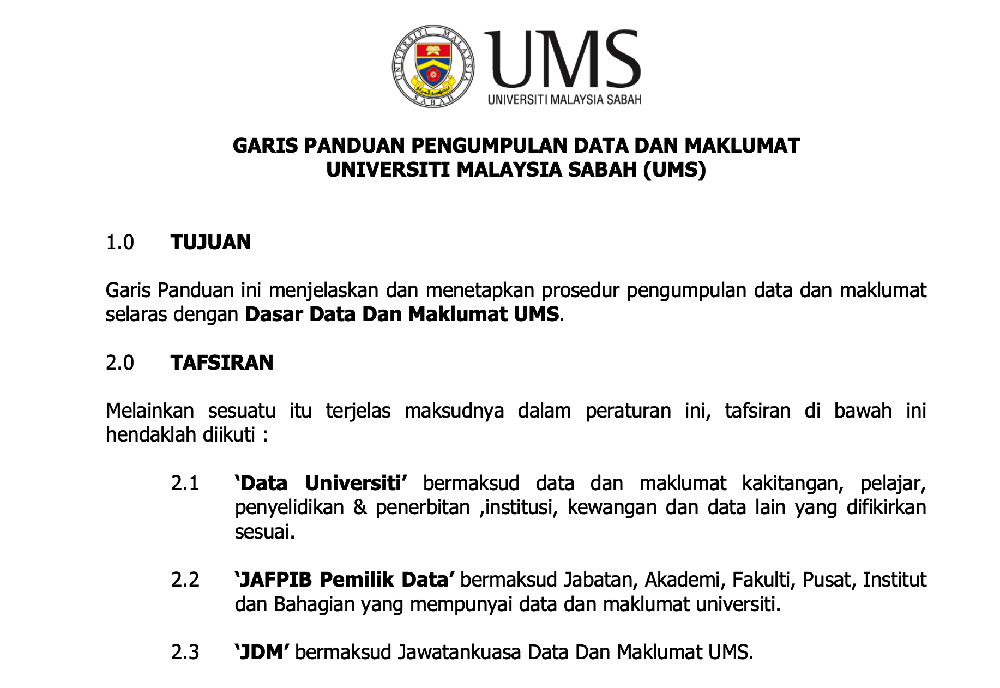 UNIVERSITI MALAYSIA
SABAH
UMS
UNIVERSITI MALAYSIA SABAH
GARIS PANDUAN PENGUMPULAN DATA DAN MAKLUMAT
UNIVERSITI MALAYSIA SABAH (UMS)
1.0 TUJUAN
Garis Panduan ini menjelaskan dan menetapkan prosedur pengumpulan data dan maklumat
selaras dengan Dasar Data Dan Maklumat UMS.
2.0 TAFSIRAN
Melainkan sesuatu itu terjelas maksudnya dalam peraturan ini, tafsiran di bawah ini
hendaklah diikuti :
2.1 ‘Data Universiti’ bermaksud data dan maklumat kakitangan, pelajar,
penyelidikan & penerbitan ,institusi, kewangan dan data lain yang difikirkan
sesuai.
2.2 ‘JAFPIB Pemilik Data’ bermaksud Jabatan, Akademi, Fakulti, Pusat, Institut
dan Bahagian yang mempunyai data dan maklumat universiti.
2.3 ‘JDM’ bermaksud Jawatankuasa Data Dan Maklumat UMS.